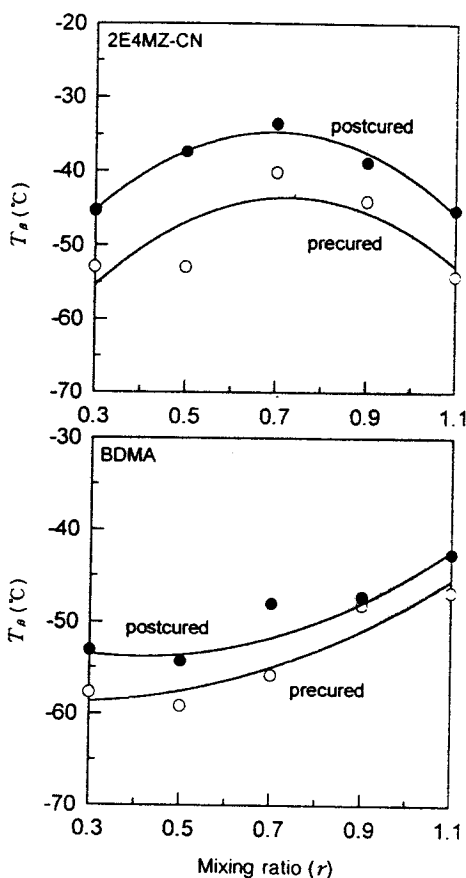 -20
2E4MZ-CN
-30
postcured
-40
T_β (℃)
-50
precured
-60
-70
0.3 0.5 0.7 0.9 1.1
-30
BDMA
-40
T_β (℃)
-50
postcured
precured
-60
-70
0.3 0.5 0.7 0.9 1.1
Mixing ratio (r)